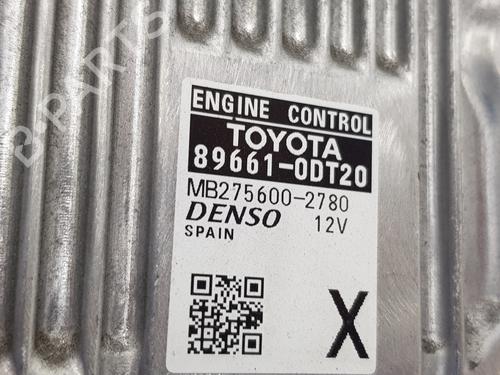 B-PARTS
ENGINE CONTROL
TOYOTA
89661-0DT20
MB275600-2780
DENSO 12V
SPAIN
X